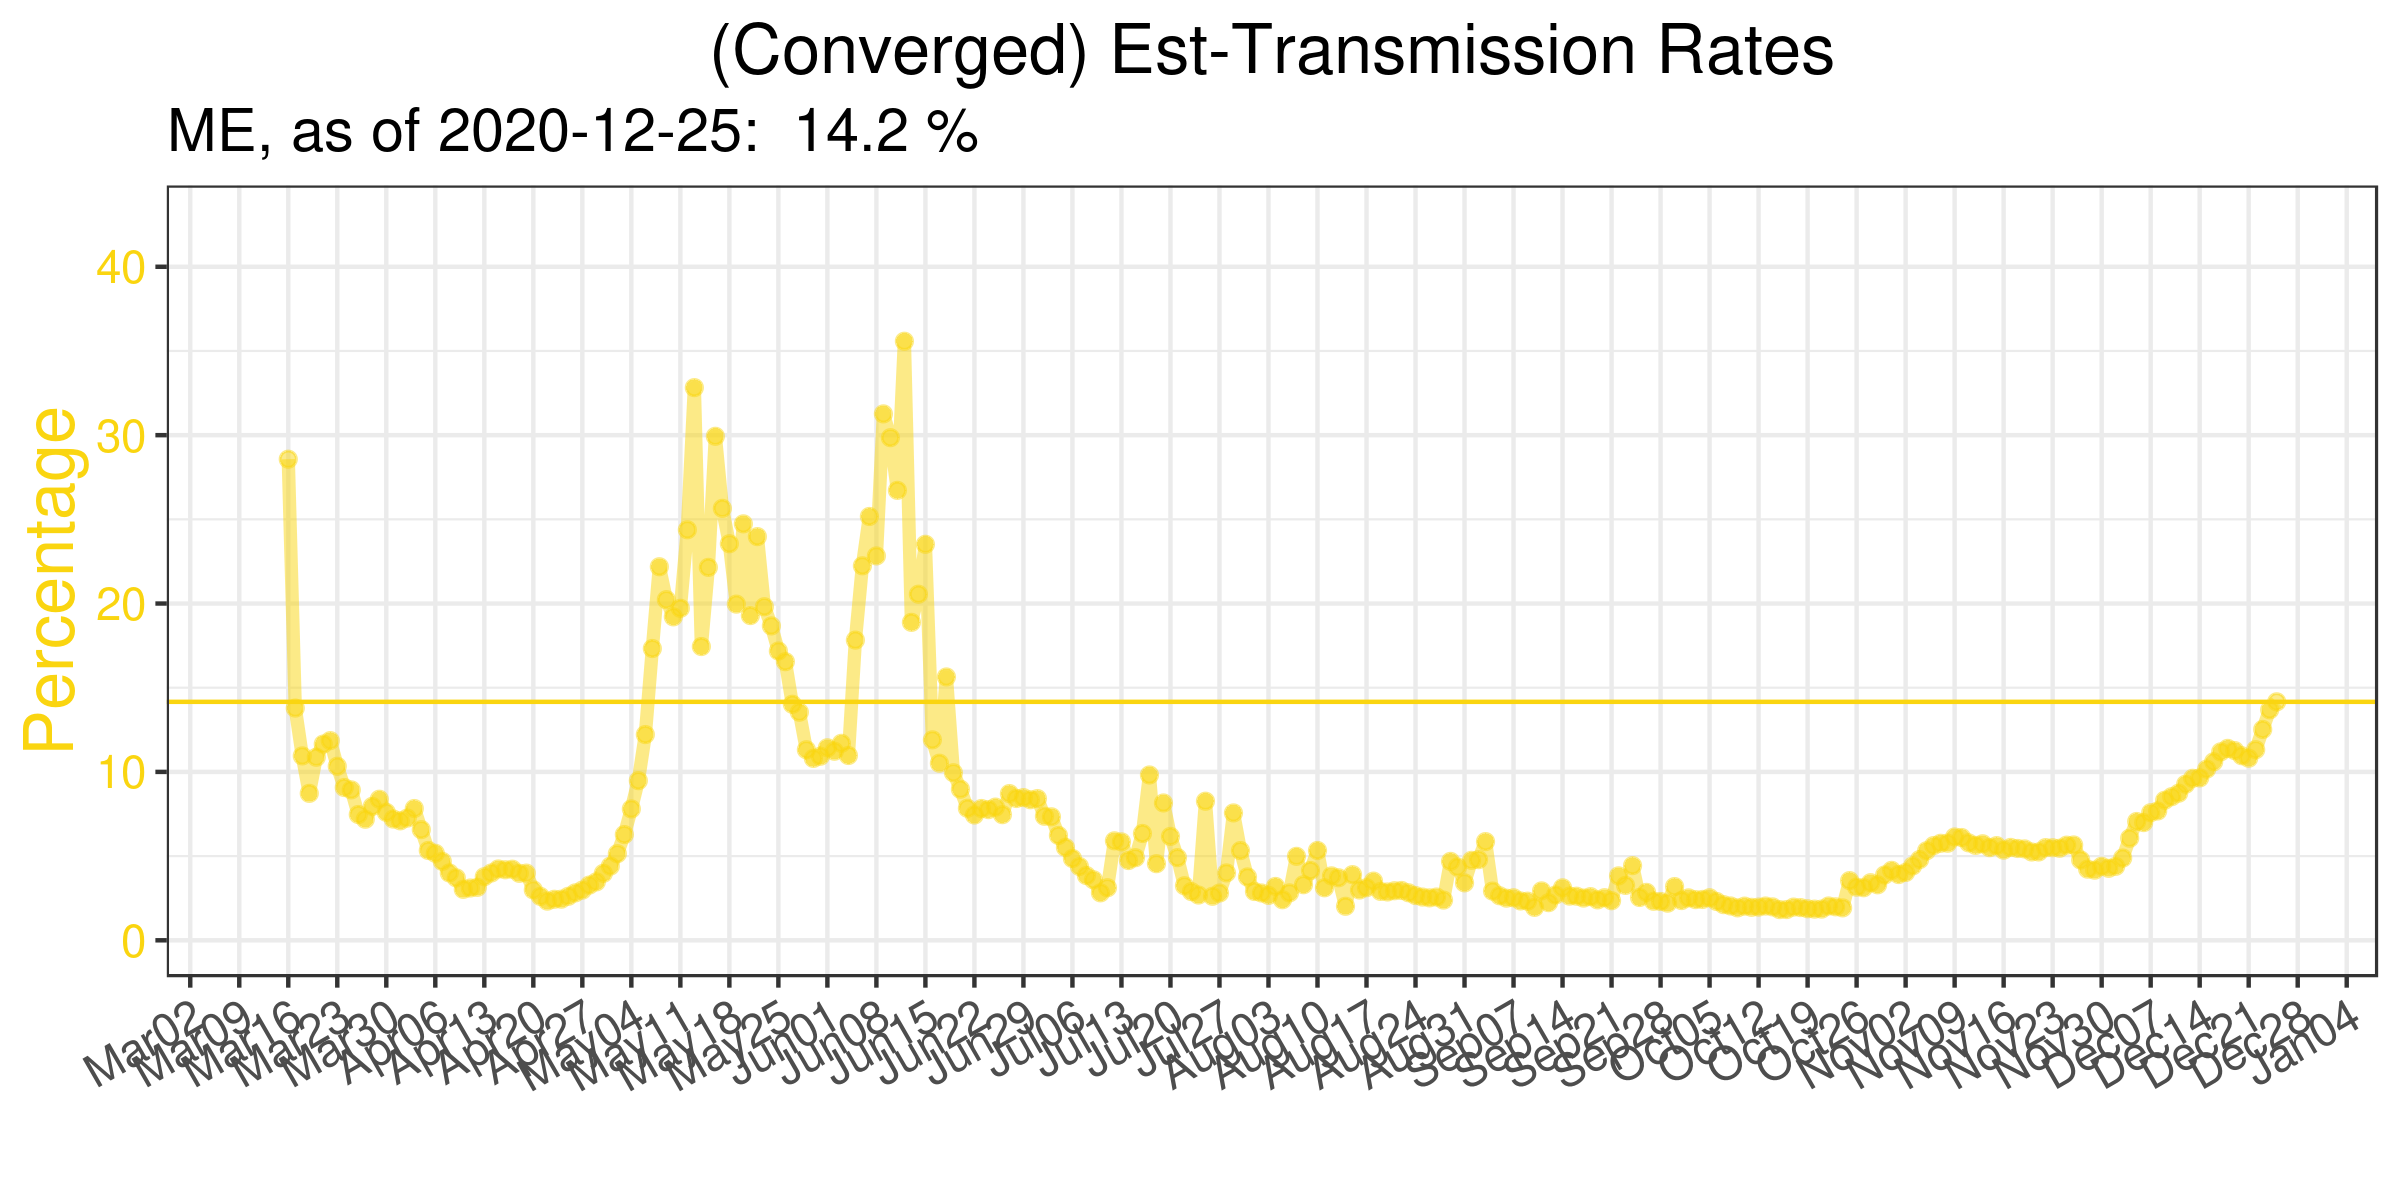 (Converged) Est-Transmission Rates
ME, as of 2020-12-25: 14.2 %
Percentage
40
30
20
10
0
Mar02
Mar09
Mar16
Mar23
Mar30
Apr06
Apr13
Apr20
Apr27
May04
May11
May18
May25
Jun01
Jun08
Jun15
Jun22
Jun29
Jul06
Jul13
Jul20
Jul27
Aug03
Aug10
Aug17
Aug24
Aug31
Sep07
Sep14
Sep21
Sep28
Oct05
Oct12
Oct19
Oct26
Nov02
Nov09
Nov16
Nov23
Nov30
Dec07
Dec14
Dec21
Dec28
Jan04